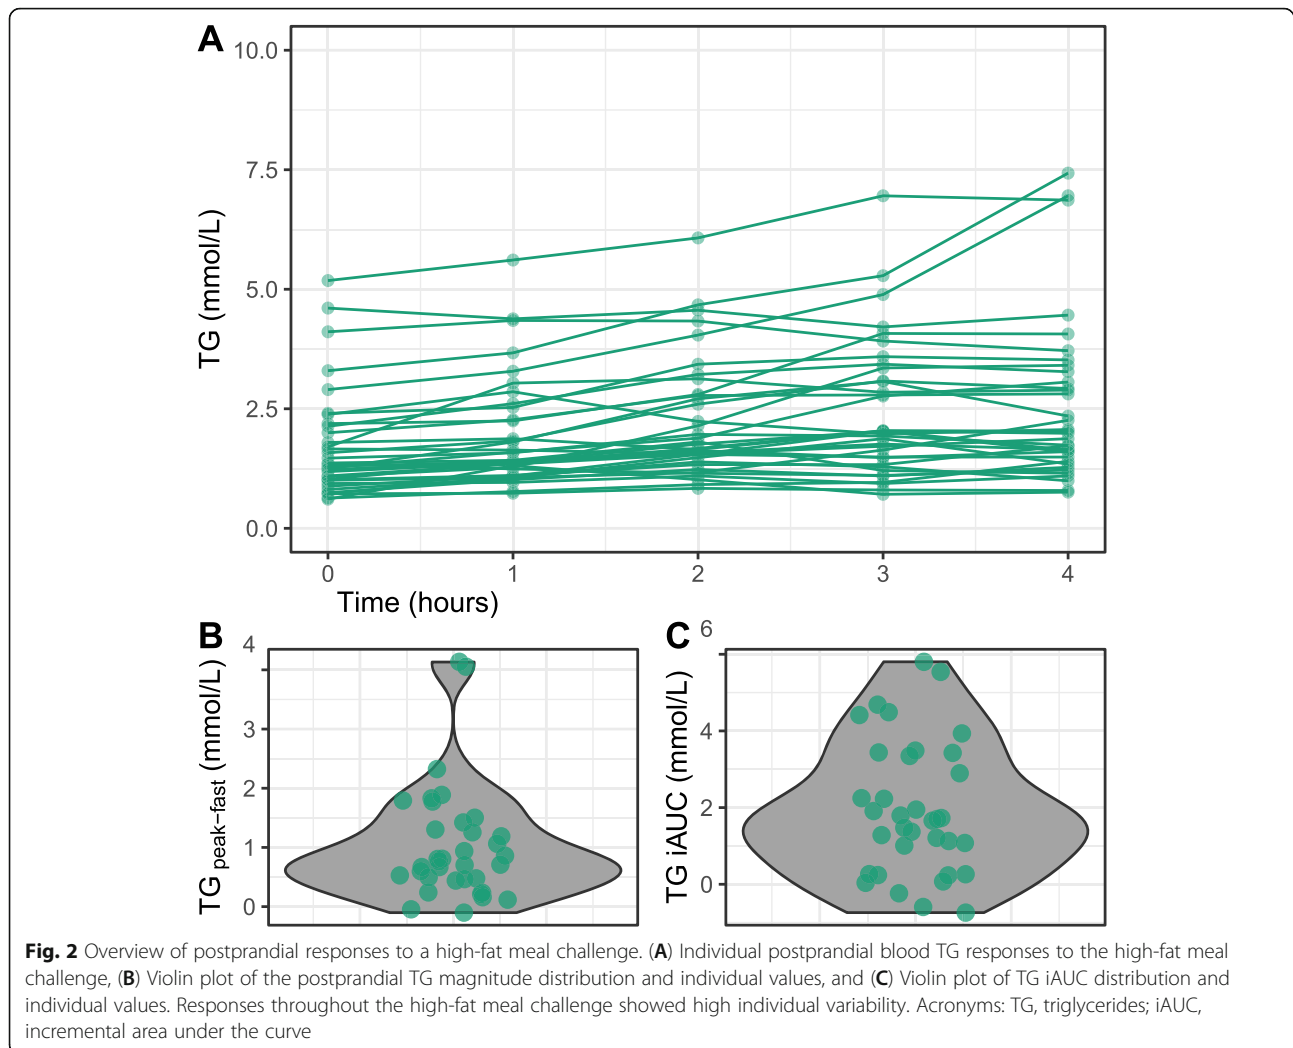 A
10.0
7.5
5.0
2.5
0.0
TG (mmol/L)
0 1 2 3 4
Time (hours)
B
4
3
2
1
0
TG peak−fast (mmol/L)
C
6
4
2
0
TG iAUC (mmol/L)
Fig. 2 Overview of postprandial responses to a high-fat meal challenge. (A) Individual postprandial blood TG responses to the high-fat meal
challenge, (B) Violin plot of the postprandial TG magnitude distribution and individual values, and (C) Violin plot of TG iAUC distribution and
individual values. Responses throughout the high-fat meal challenge showed high individual variability. Acronyms: TG, triglycerides; iAUC,
incremental area under the curve